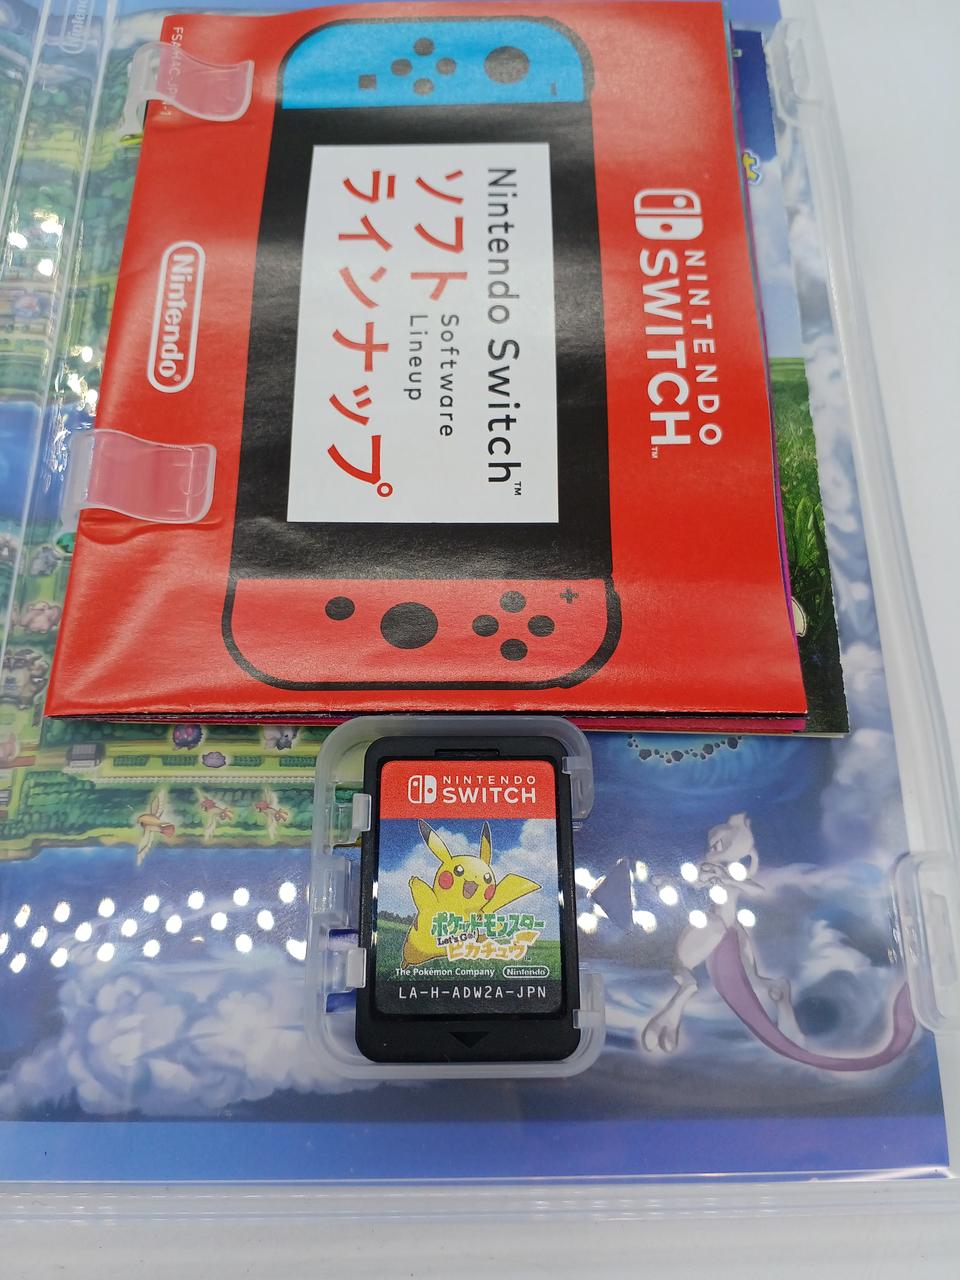 NINTENDO
SWITCH™
Nintendo Switch™
ソフト
Software
Lineup
ラインナップ
Nintendo®
NINTENDO
SWITCH
ポケットモンスター
Let's Go!
ピカチュウ
The Pokémon Company
Nintendo
LA-H-ADW2A-JPN